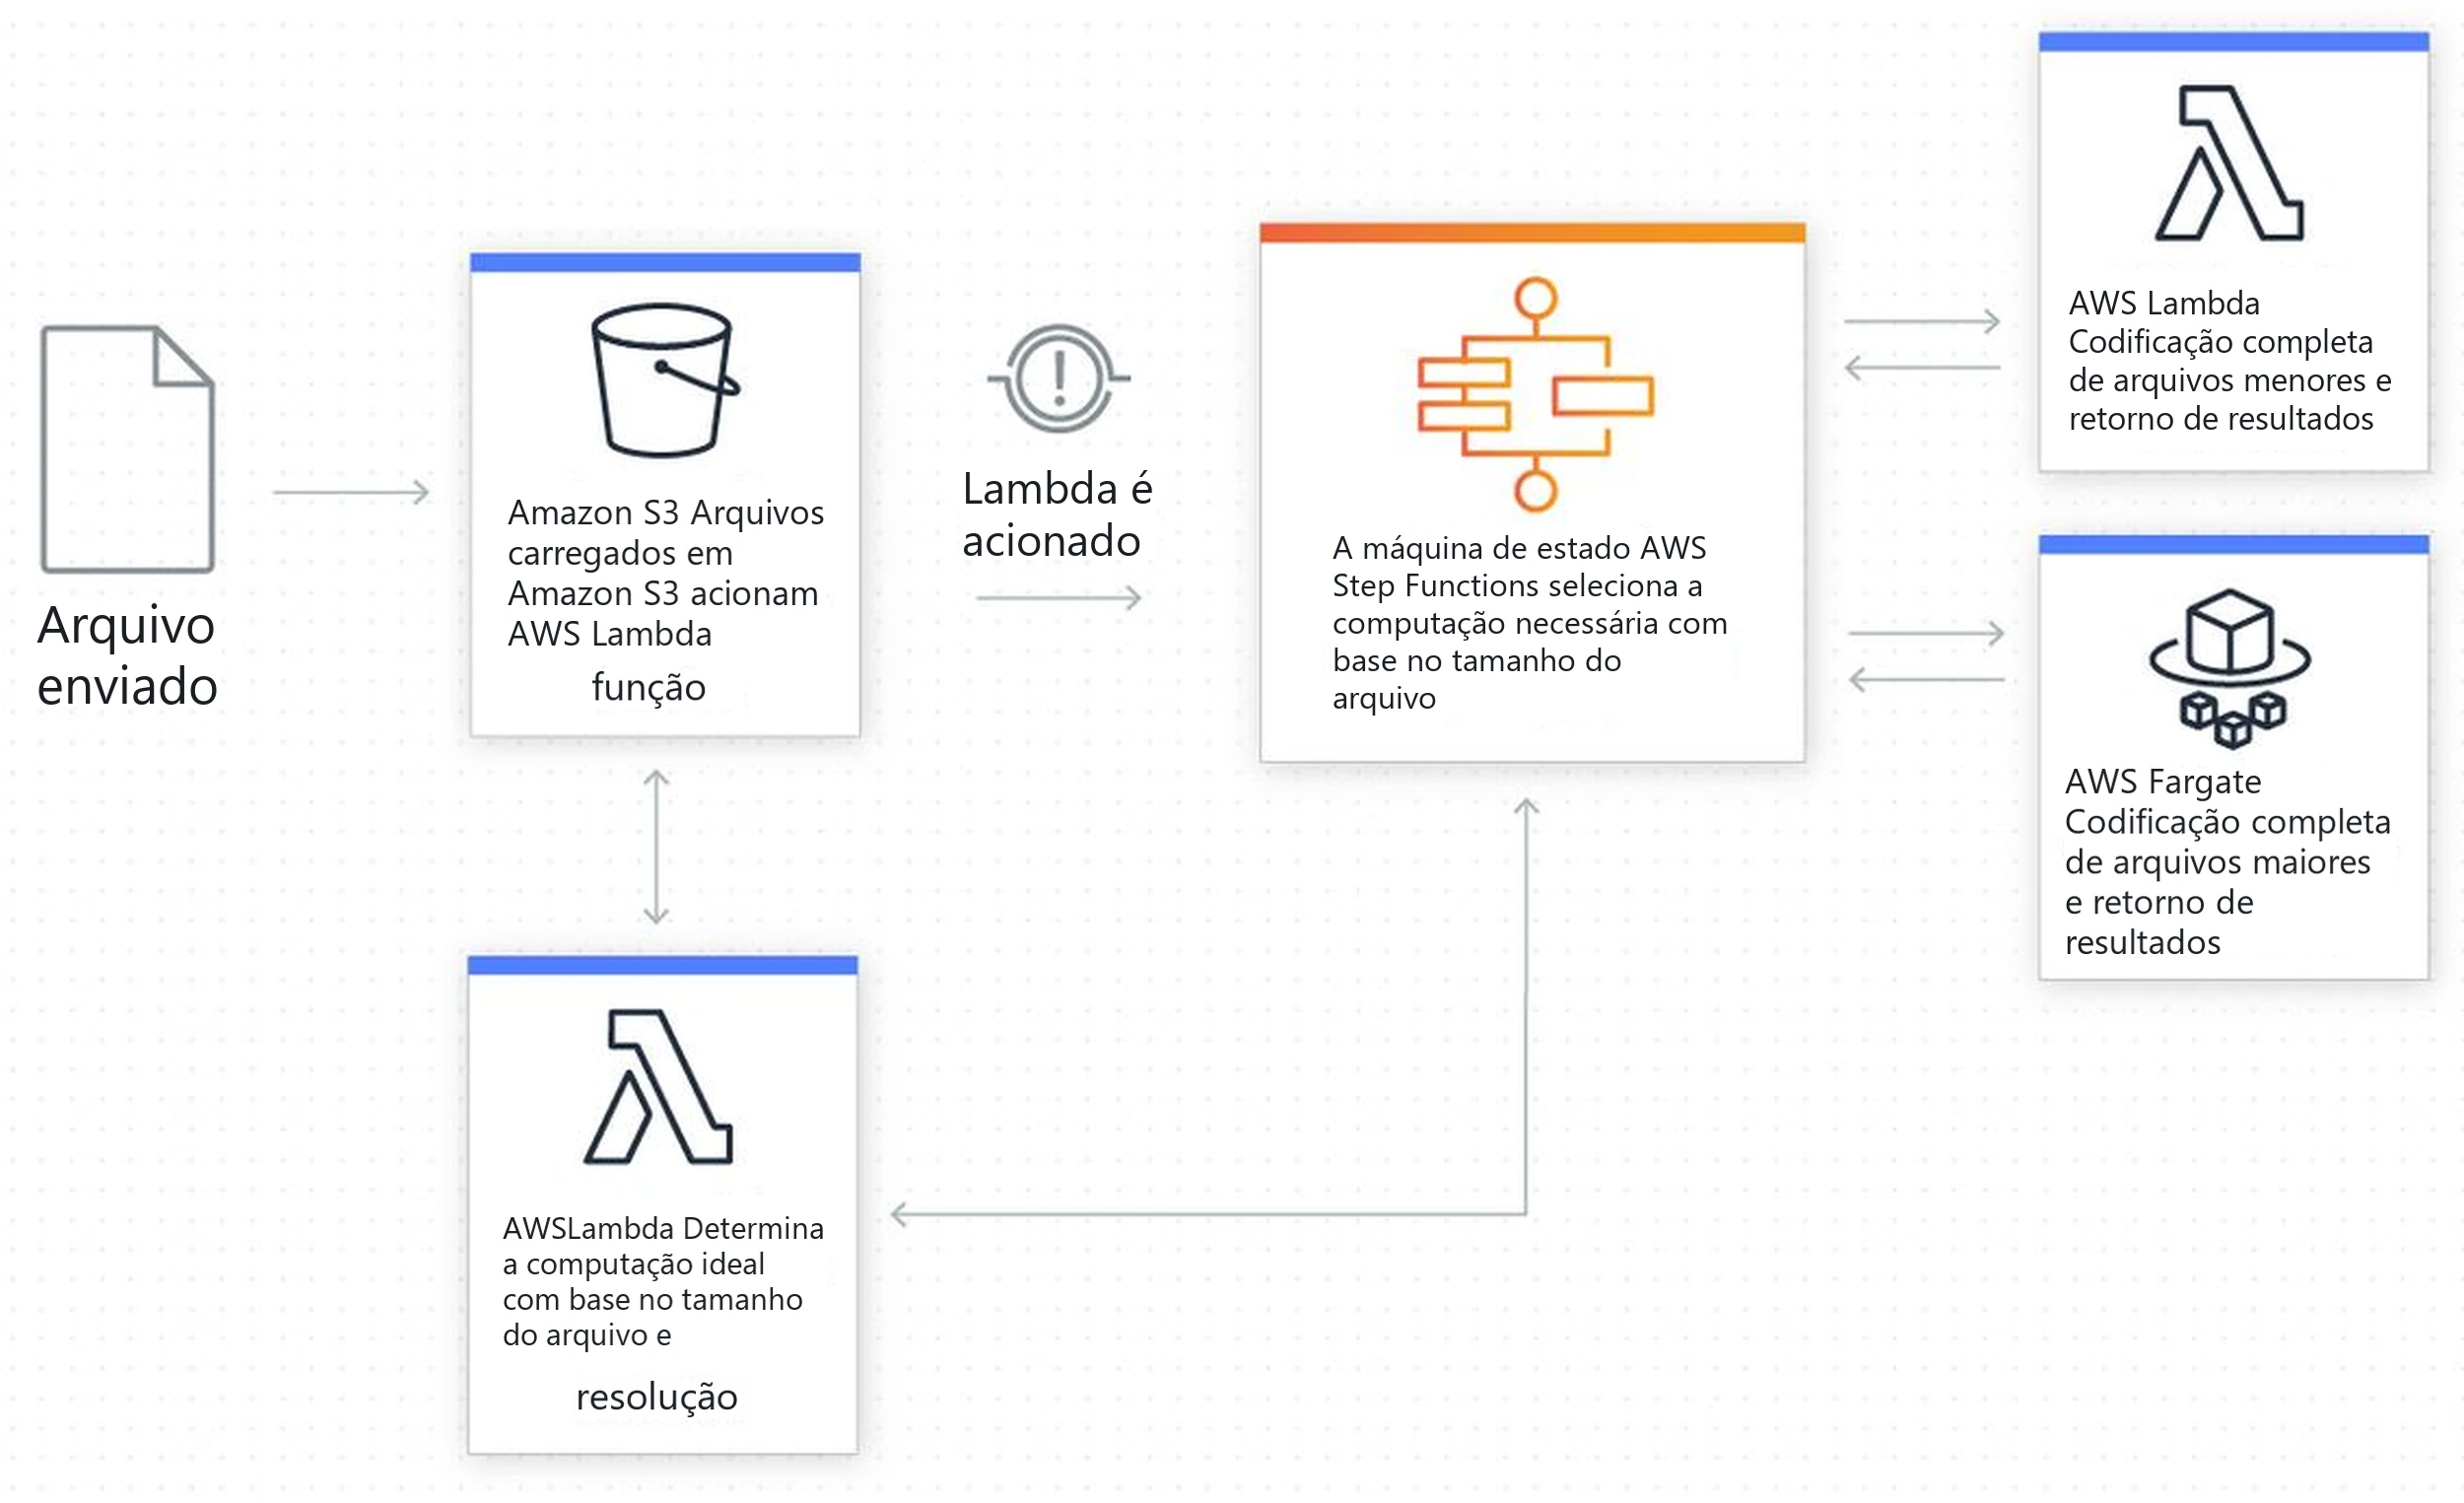 Arquivo
enviado
Amazon S3 Arquivos
carregados em
Amazon S3 acionam
AWS Lambda
função
Lambda é
acionado
A máquina de estado AWS
Step Functions seleciona a
computação necessária com
base no tamanho do
arquivo
AWS Lambda
Codificação completa
de arquivos menores e
retorno de resultados
AWS Fargate
Codificação completa
de arquivos maiores
e retorno de
resultados
AWSLambda Determina
a computação ideal
com base no tamanho
do arquivo e
resolução